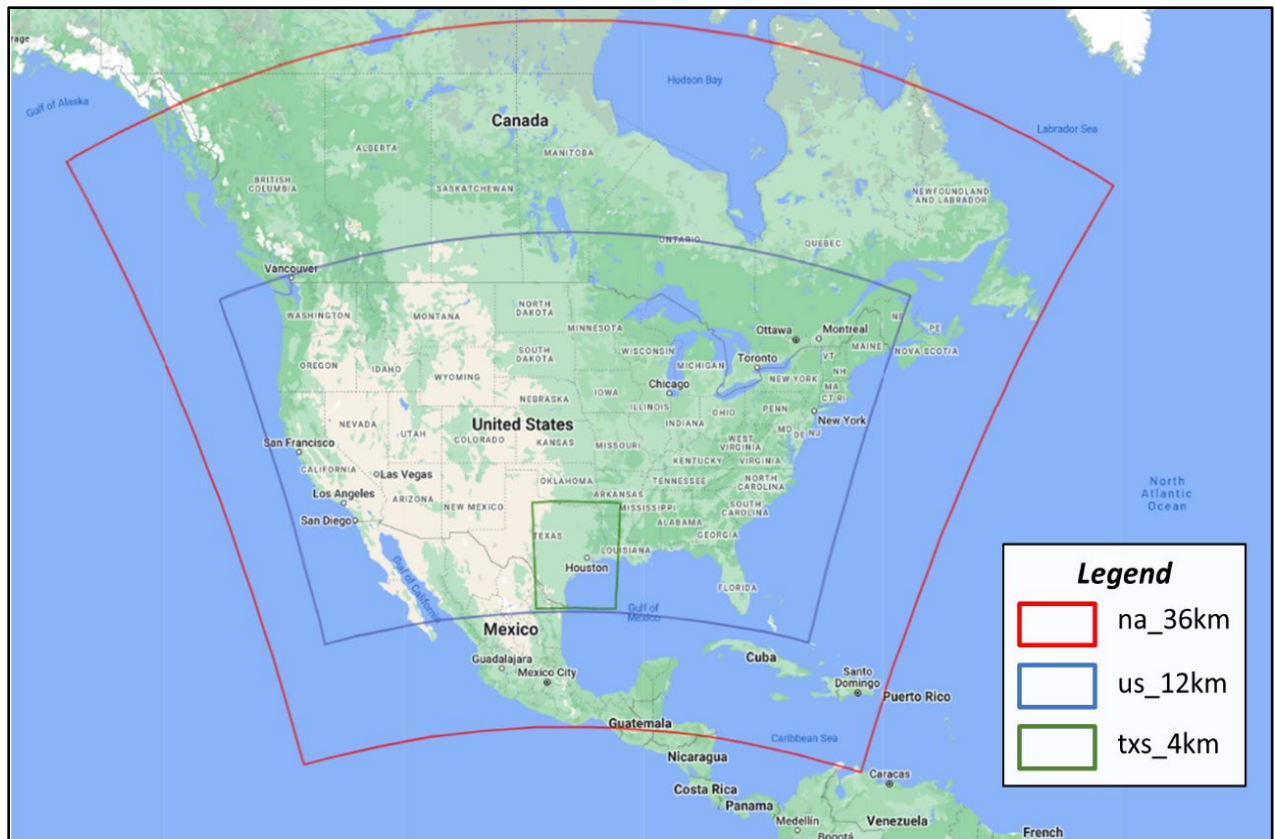 rage
Gulf of Alaska
Hudson Bay
Labrador Sea
Canada
ALBERTA
MANITOBA
BRITISH
COLUMBIA
SASKATCHEWAN
NEWFOUNDLAND
AND LABRADOR
ONTARIO
QUEBEC
Vancouver
WASHINGTON
MONTANA
NORTH
DAKOTA
MINNESOTA
Ottawa
Montreal
NB
PE
MAINE
NOVA SCOTIA
OREGON
IDAHO
SOUTH
DAKOTA
WISCONSIN
MICHIGAN
Toronto
VT
NH
WYOMING
IOWA
Chicago
NEW YORK
MA
CT RI
NEBRASKA
ILLINOIS
INDIANA
OHIO
PENN
New York
NEVADA
UTAH
COLORADO
United States
KANSAS
MISSOURI
WEST
VIRGINIA
MD
DE NJ
San Francisco
CALIFORNIA
Las Vegas
KENTUCKY
VIRGINIA
OKLAHOMA
TENNESSEE
NORTH
CAROLINA
Los Angeles
ARIZONA
NEW MEXICO
ARKANSAS
MISSISSIPPI
SOUTH
CAROLINA
San Diego
TEXAS
ALABAMA
GEORGIA
LOUISIANA
Houston
FLORIDA
Gulf of California
Gulf of
Mexico
Mexico
Guadalajara
Mexico City
Cuba
Santo
Domingo
Puerto Rico
Guatemala
Caribbean Sea
Nicaragua
Costa Rica
Panama
Caracas
Medellín
Venezuela
Bogotá
French
North
Atlantic
Ocean
Legend
na_36km
us_12km
txs_4km